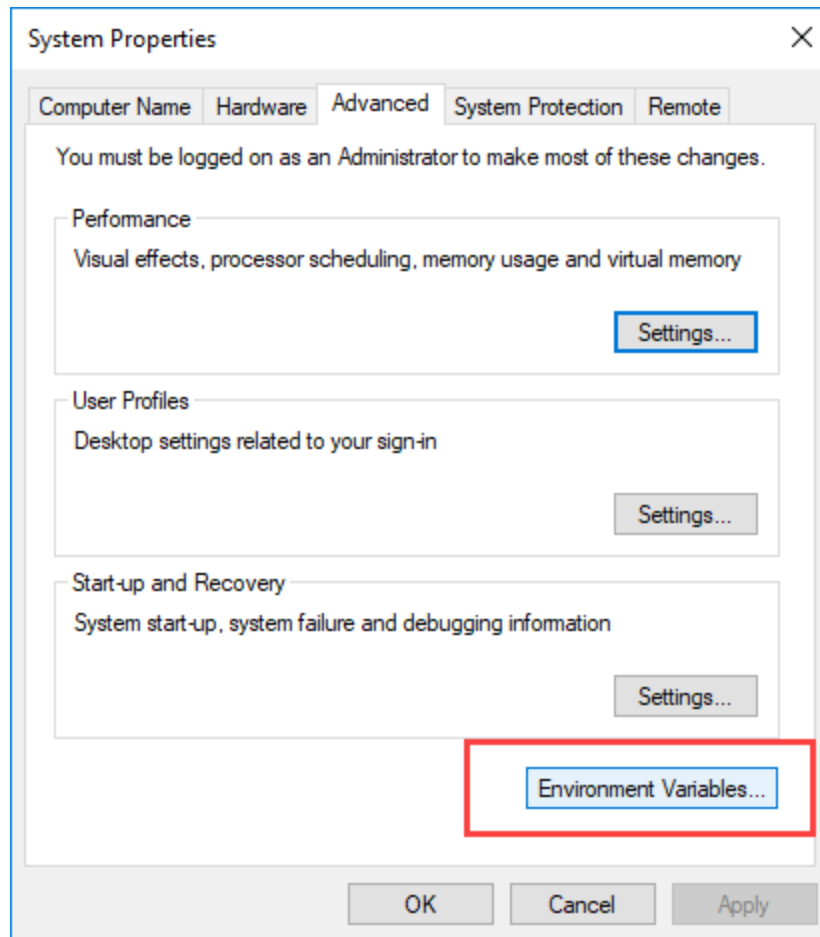 System Properties
Computer Name Hardware Advanced System Protection Remote
You must be logged on as an Administrator to make most of these changes.
Performance
Visual effects, processor scheduling, memory usage and virtual memory
Settings...
User Profiles
Desktop settings related to your sign-in
Settings...
Start-up and Recovery
System start-up, system failure and debugging information
Settings...
Environment Variables...
OK Cancel Apply